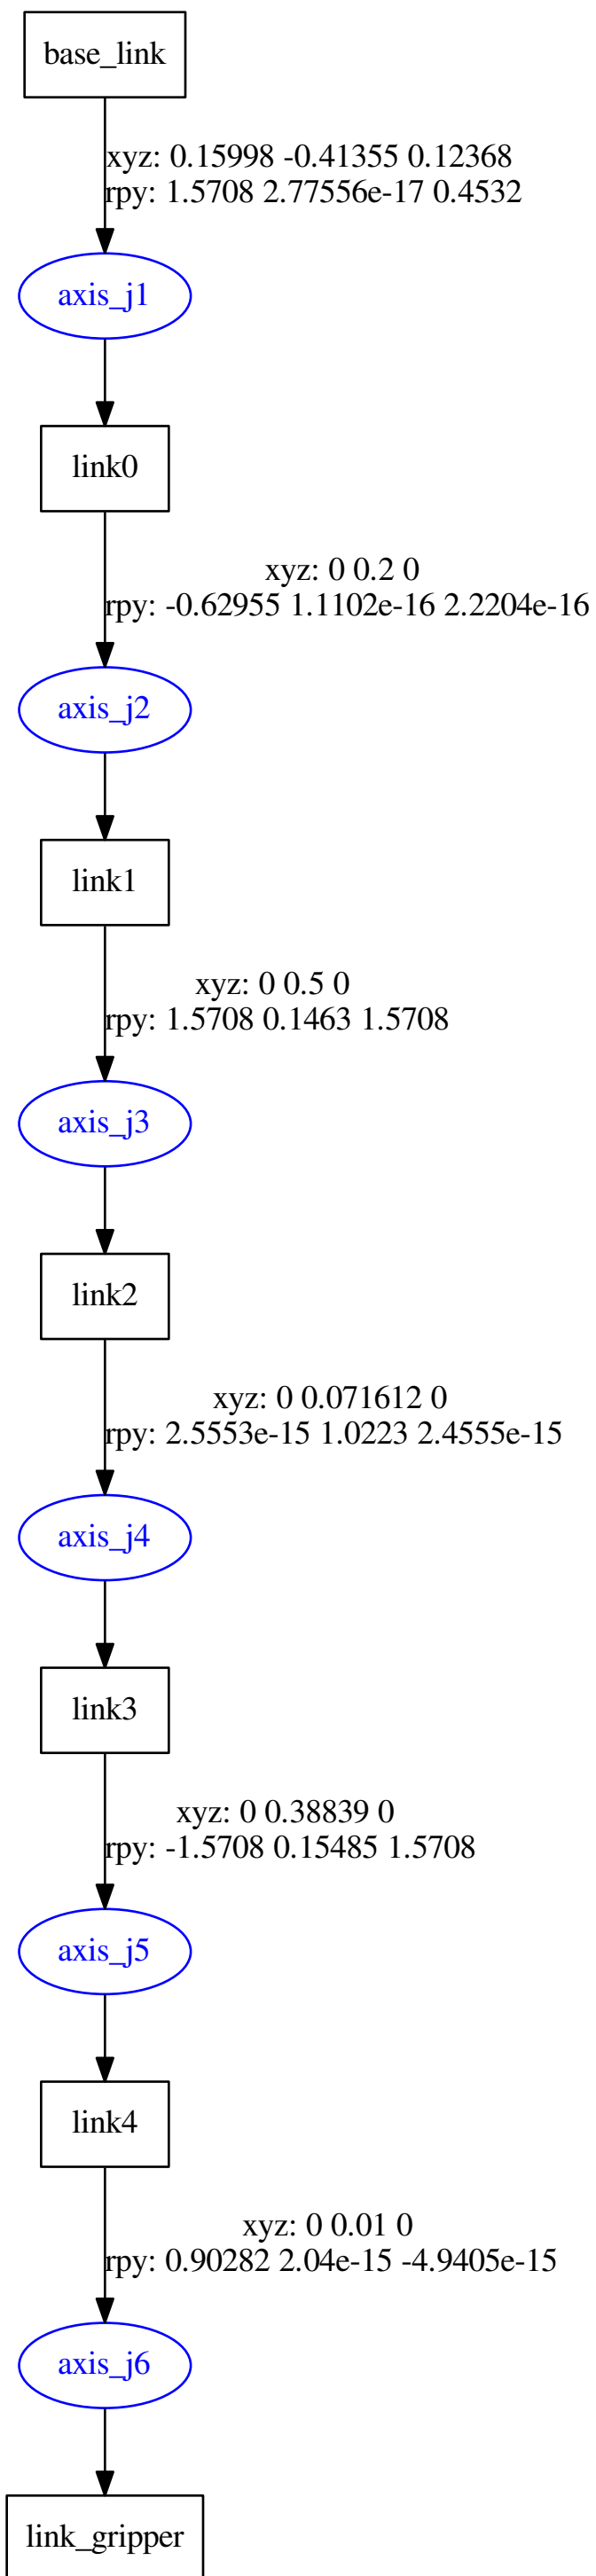 base_link
xyz: 0.15998 -0.41355 0.12368
rpy: 1.5708 2.77556e-17 0.4532
axis_j1
link0
xyz: 0 0.2 0
rpy: -0.62955 1.1102e-16 2.2204e-16
axis_j2
link1
xyz: 0 0.5 0
rpy: 1.5708 0.1463 1.5708
axis_j3
link2
xyz: 0 0.071612 0
rpy: 2.5553e-15 1.0223 2.4555e-15
axis_j4
link3
xyz: 0 0.38839 0
rpy: -1.5708 0.15485 1.5708
axis_j5
link4
xyz: 0 0.01 0
rpy: 0.90282 2.04e-15 -4.9405e-15
axis_j6
link_gripper